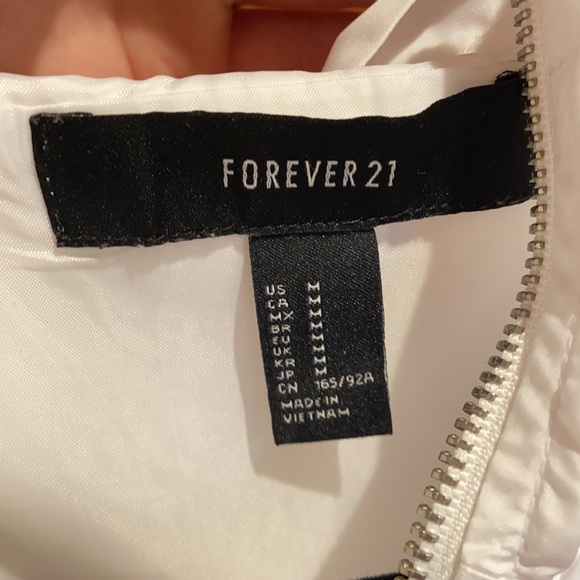 FOREVER 21
US M
CA M
MX M
BR M
EU M
UK M
KR M
JP M
CN 165/92A
MADE IN
VIETNAM